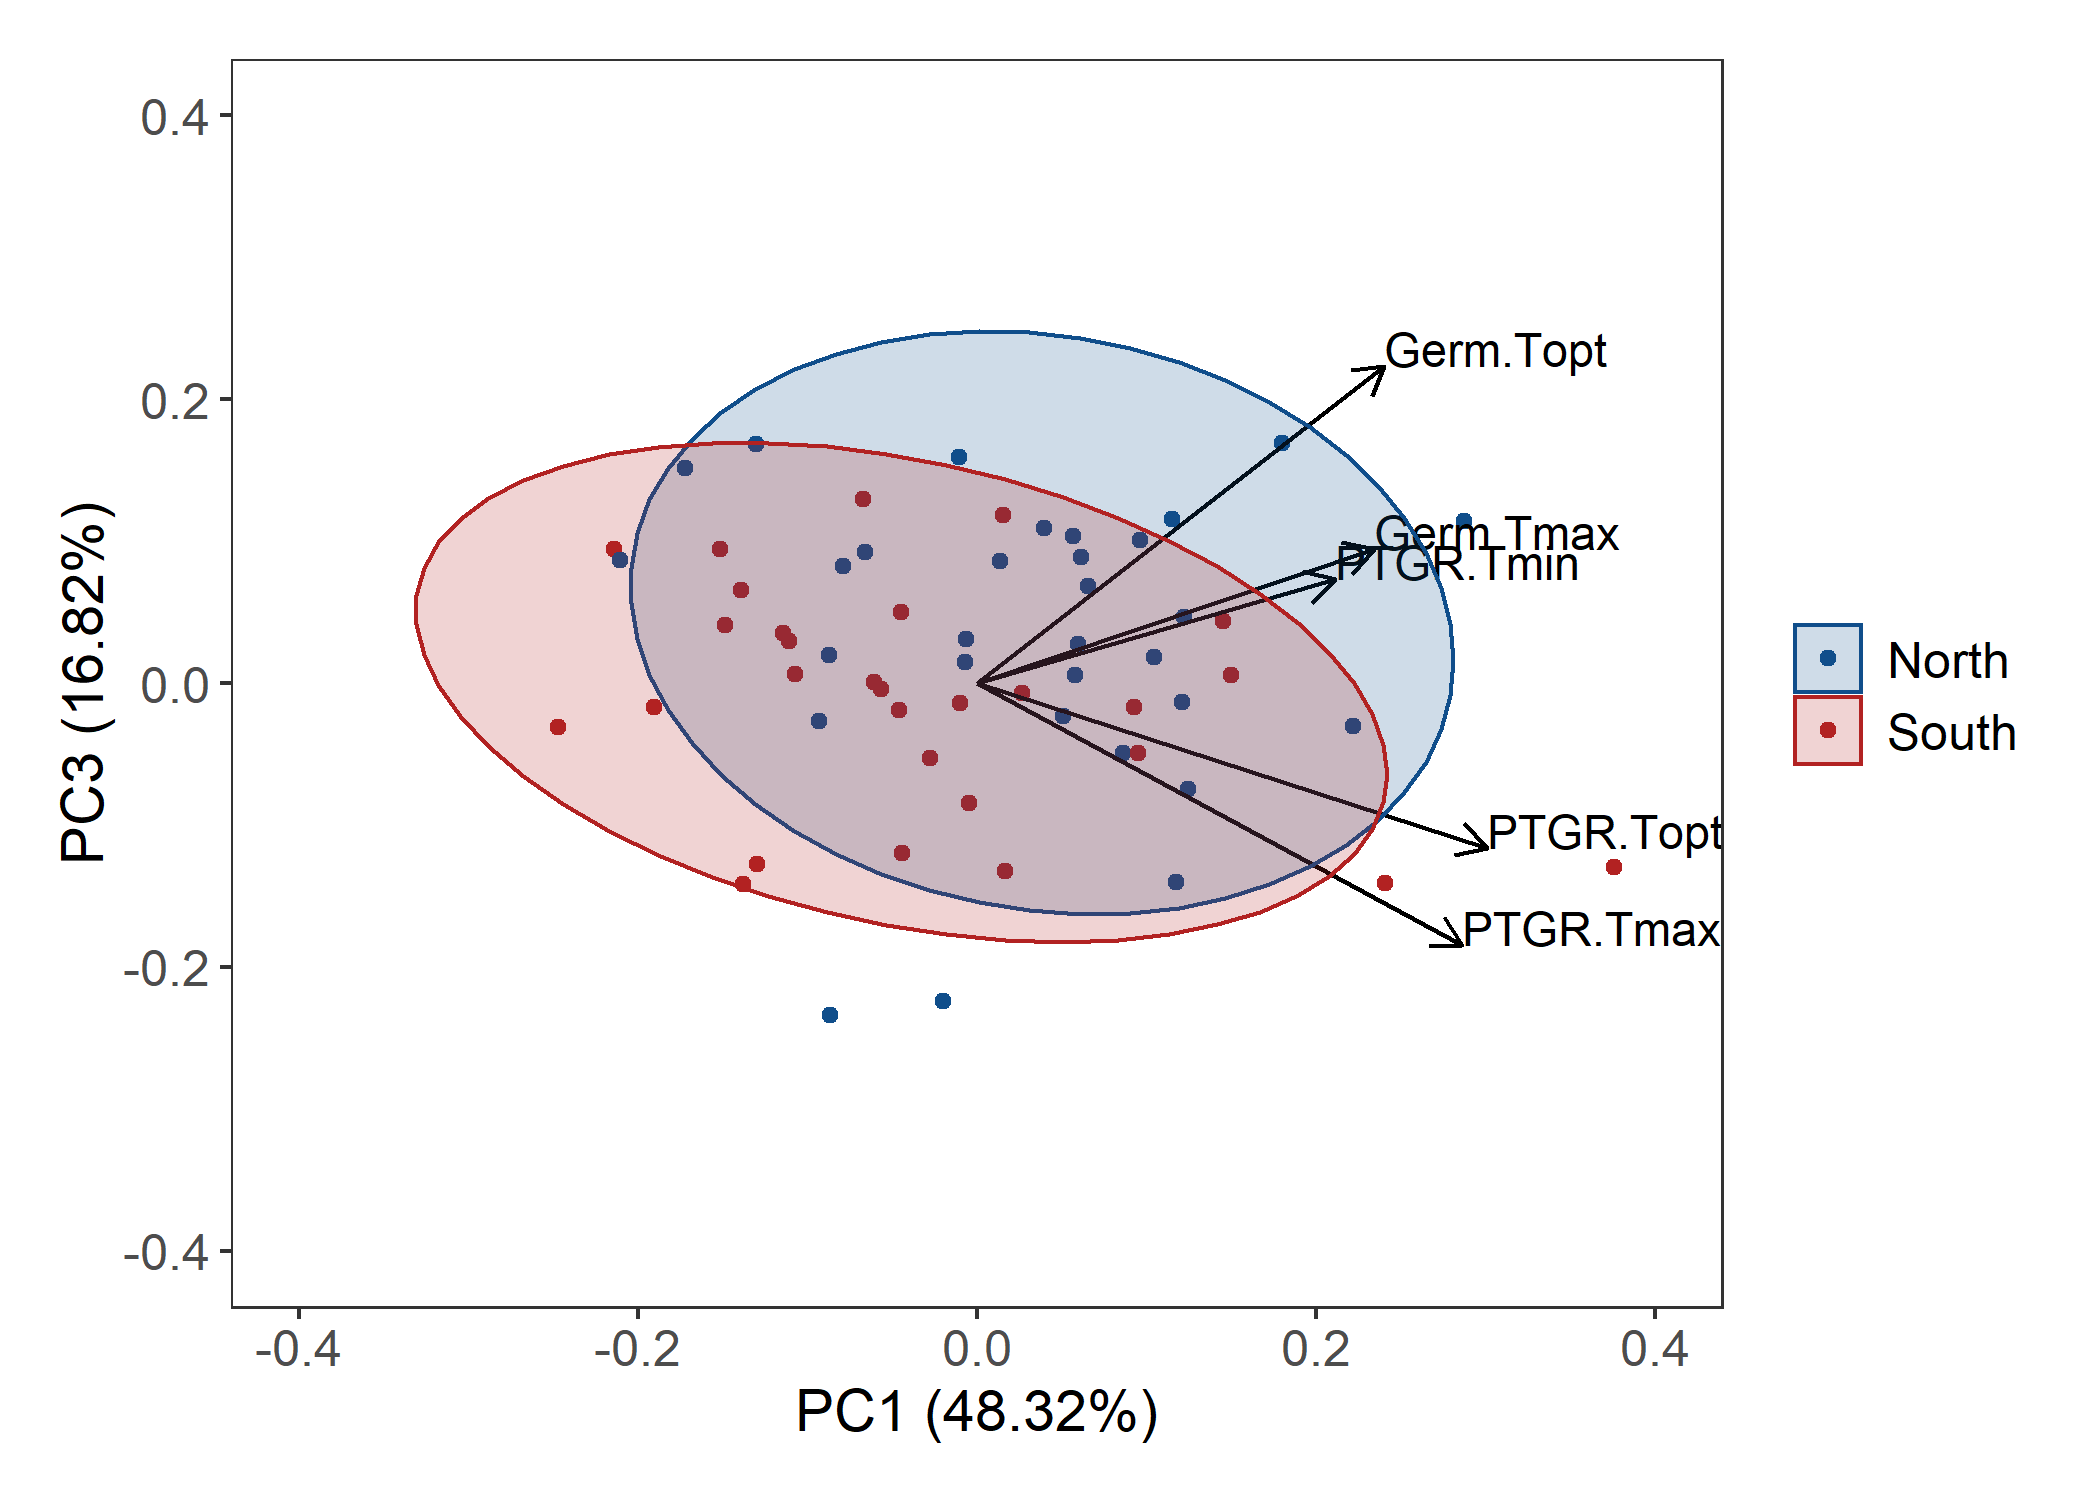 0.4
0.2
0.0
-0.2
-0.4
PC3 (16.82%)
Germ.Topt
Germ.Tmax
PTGR.Tmin
PTGR.Topt
PTGR.Tmax
North
South
-0.4 -0.2 0.0 0.2 0.4
PC1 (48.32%)